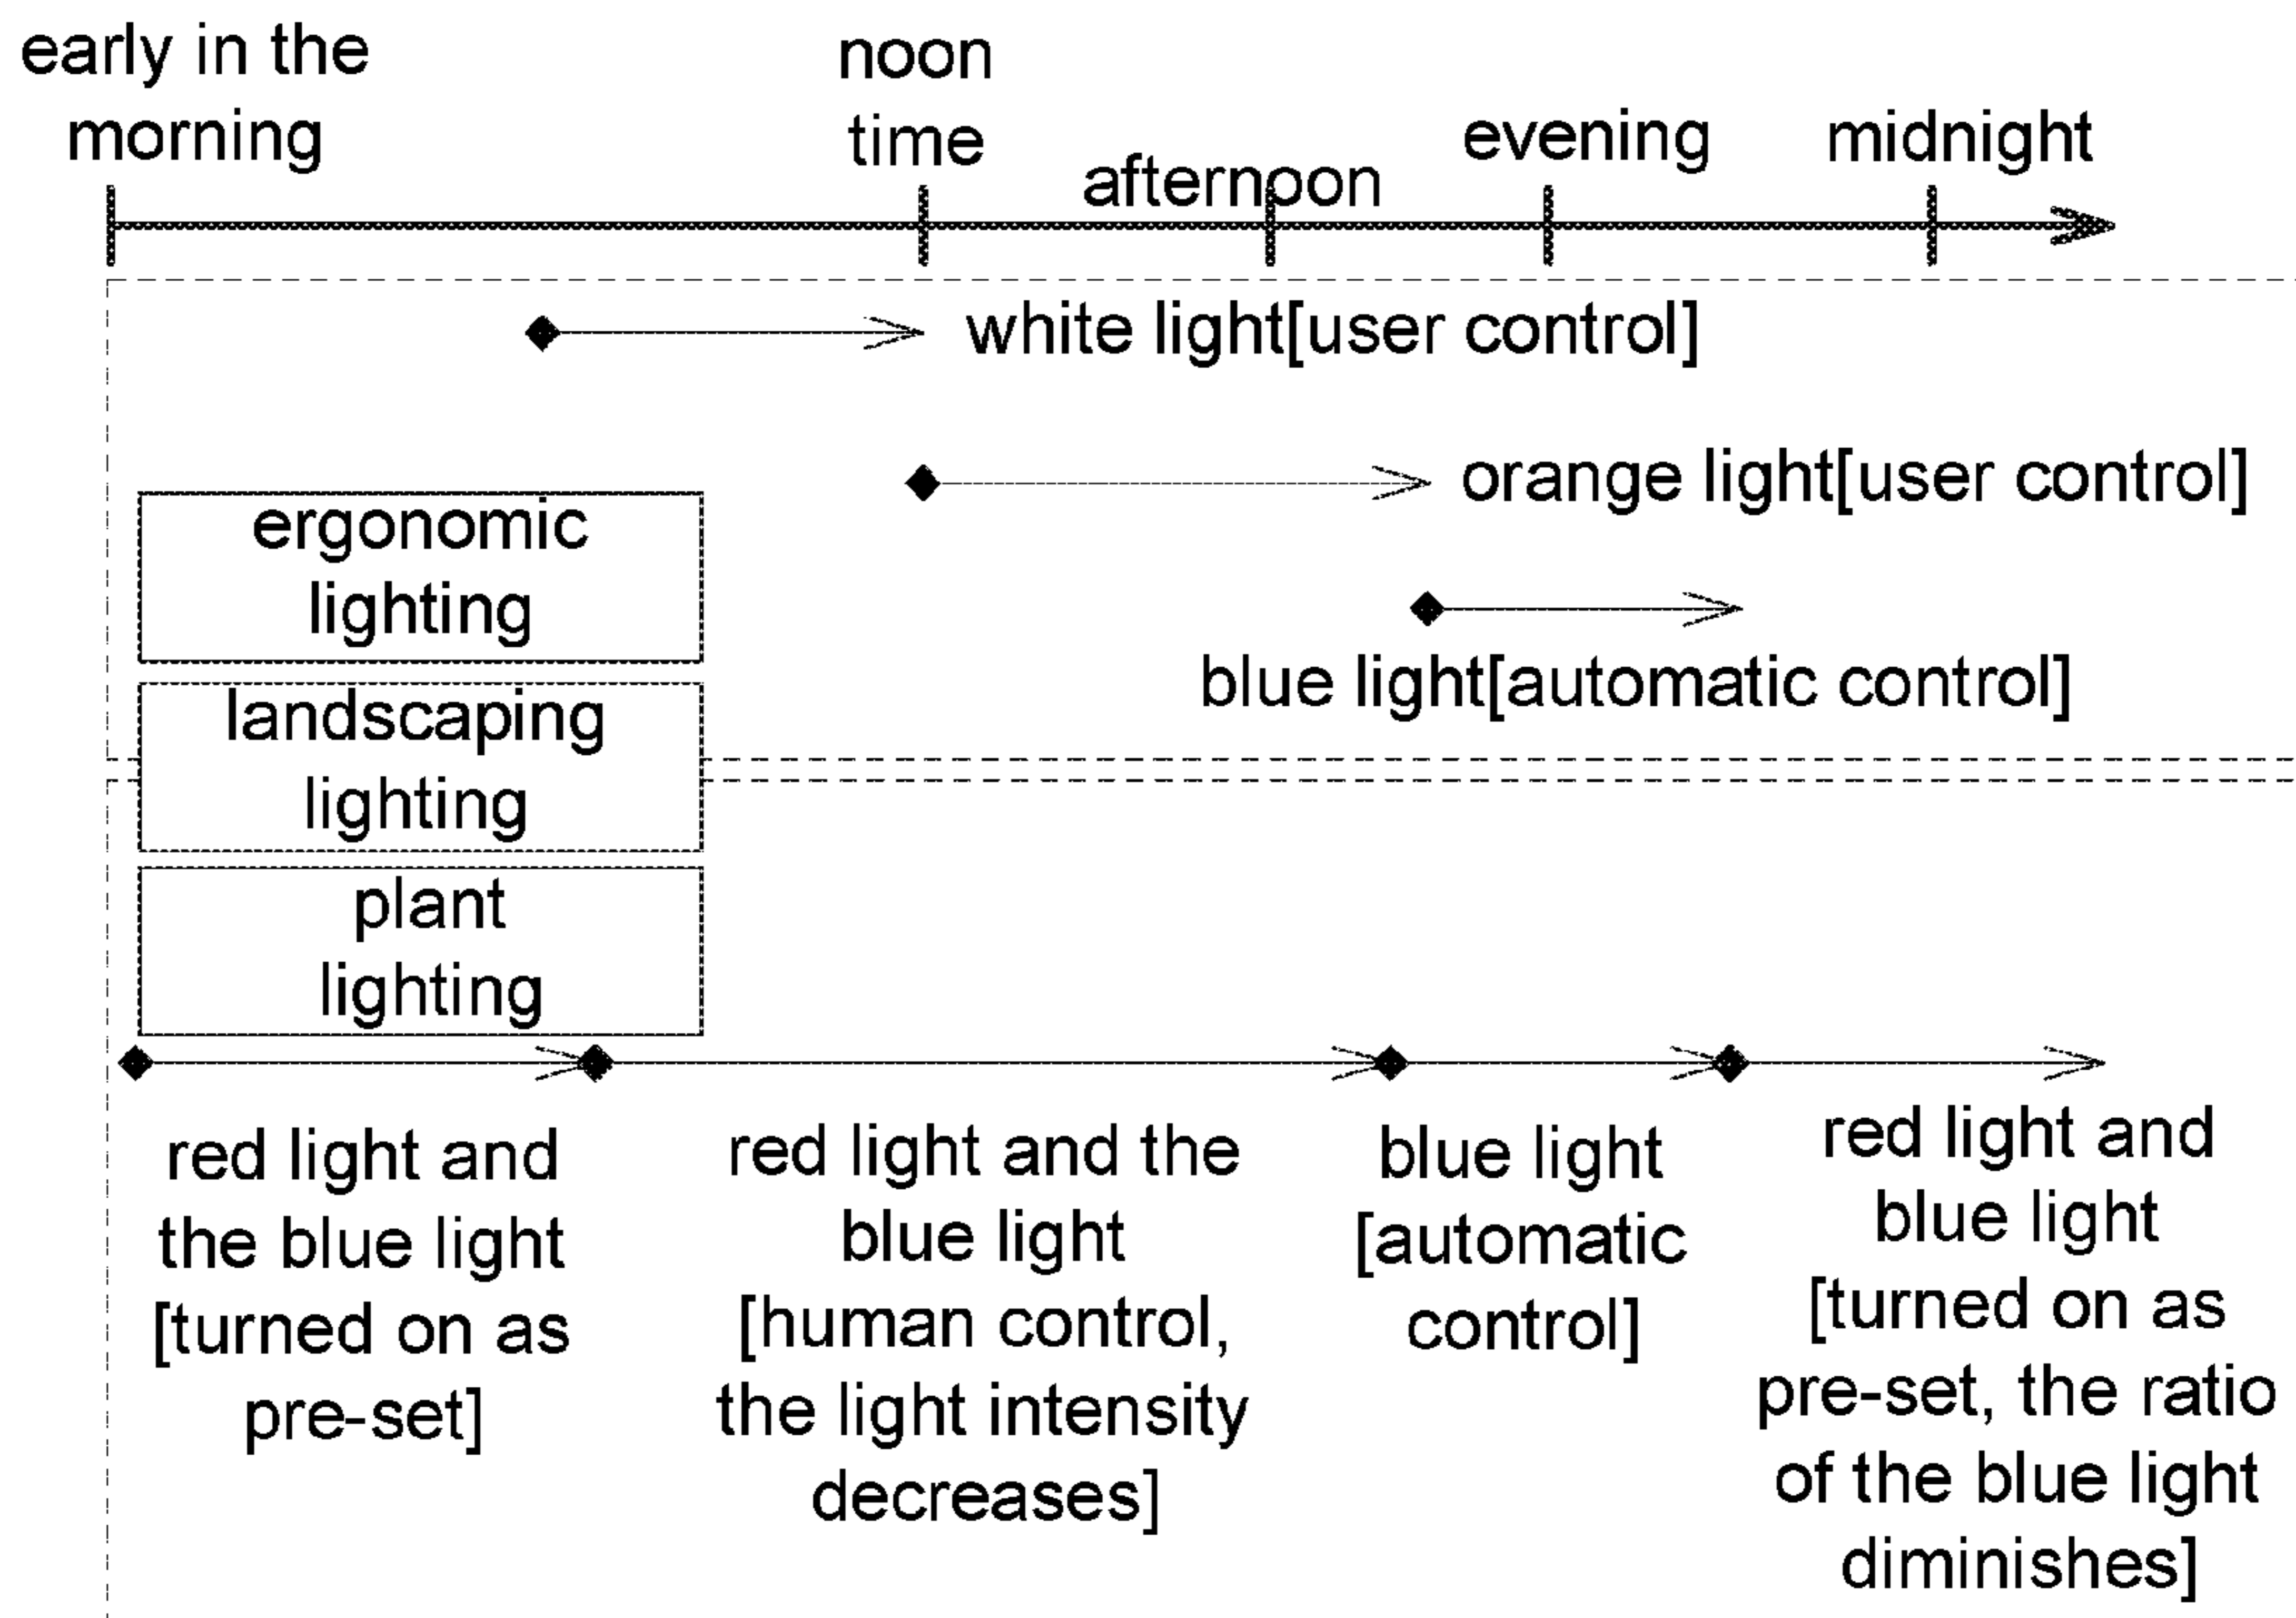 early in the
morning
noon
time
afternoon
evening
midnight
white light[user control]
orange light[user control]
ergonomic
lighting
blue light[automatic control]
landscaping
lighting
plant
lighting
red light and
the blue light
[turned on as
pre-set]
red light and the
blue light
[human control,
the light intensity
decreases]
blue light
[automatic
control]
red light and
blue light
[turned on as
pre-set, the ratio
of the blue light
diminishes]